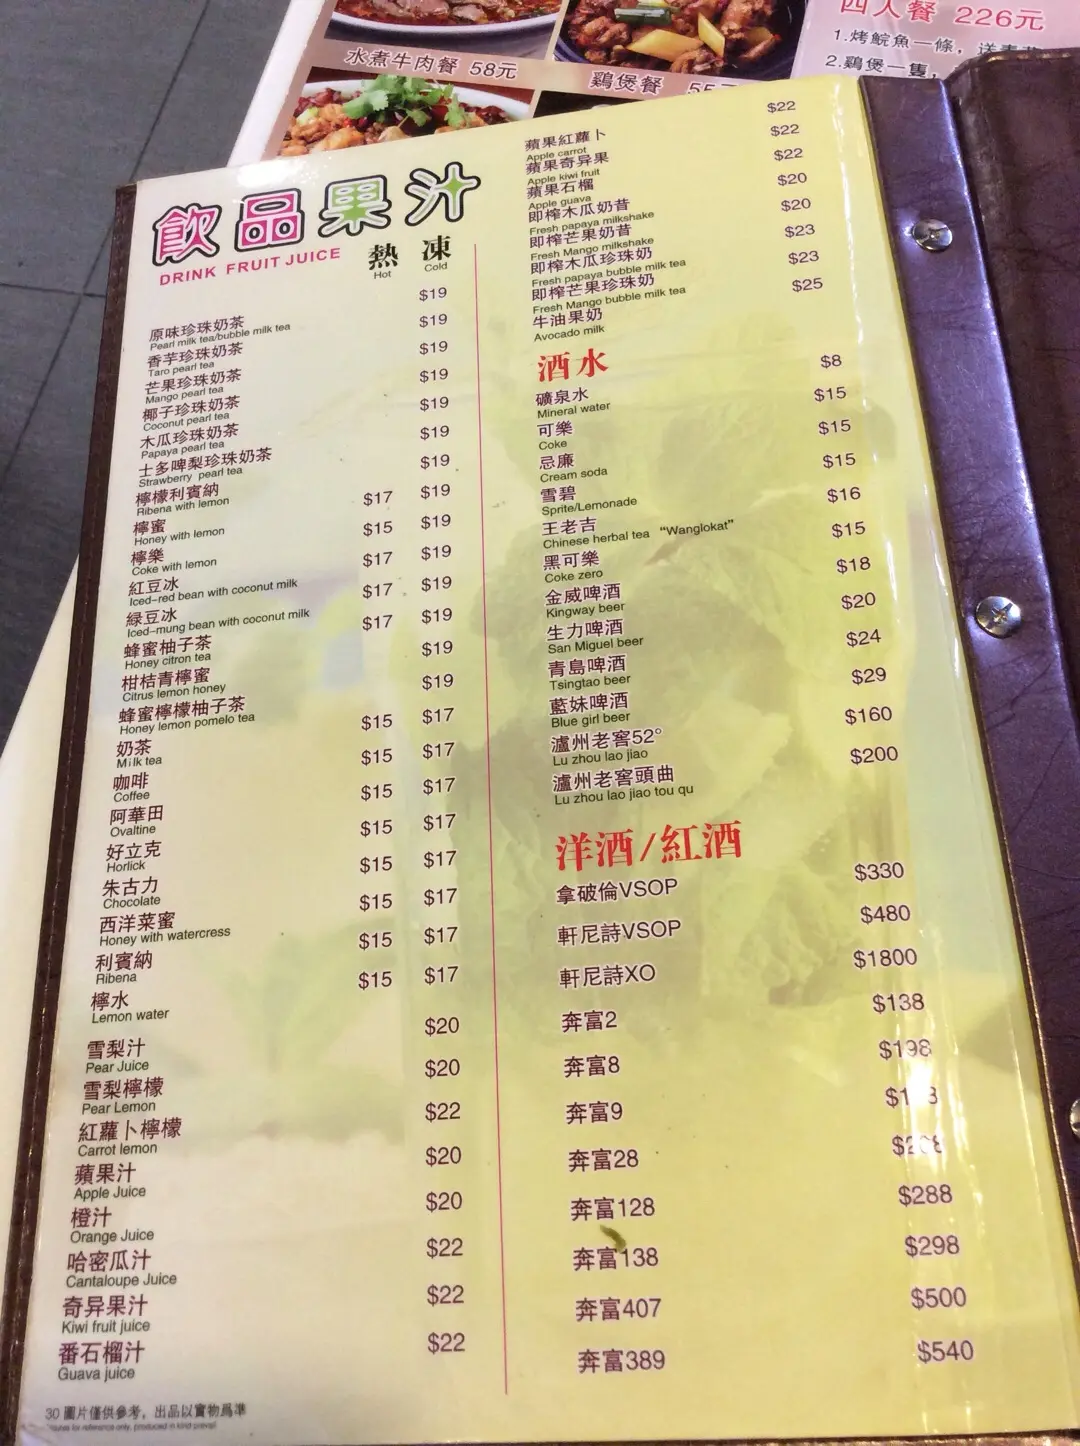 水煮牛肉餐 58元
鷄煲餐 55元
四人餐 226元
1.烤鯇魚一條，送
2.鷄煲一隻，
飲品果汁
DRINK FRUIT JUICE
熱 凍
Hot Cold
$19
原味珍珠奶茶 $19
Pearl milk tea/bubble milk tea
香芋珍珠奶茶 $19
Taro pearl tea
芒果珍珠奶茶 $19
Mango pearl tea
椰子珍珠奶茶 $19
Coconut pearl tea
木瓜珍珠奶茶 $19
Papaya pearl tea
士多啤梨珍珠奶茶 $19
Strawberry pearl tea
檸檬利賓納 $17 $19
Ribena with lemon
檸蜜 $15 $19
Honey with lemon
檸樂 $17 $19
Coke with lemon
紅豆冰 $17 $19
Iced-red bean with coconut milk
緑豆冰 $17 $19
Iced-mung bean with coconut milk
蜂蜜柚子茶 $19
Honey citron tea
柑桔青檸蜜 $19
Citrus lemon honey
蜂蜜檸檬柚子茶 $15 $17
Honey lemon pomelo tea
奶茶 $15 $17
Milk tea
咖啡 $15 $17
Coffee
阿華田 $15 $17
Ovaltine
好立克 $15 $17
Horlick
朱古力 $15 $17
Chocolate
西洋菜蜜 $15 $17
Honey with watercress
利賓納 $15 $17
Ribena
檸水
Lemon water
$20
雪梨汁
Pear Juice
$20
雪梨檸檬
Pear Lemon
$22
紅蘿卜檸檬
Carrot lemon
$20
蘋果汁
Apple Juice
$20
橙汁
Orange Juice
$22
哈密瓜汁
Cantaloupe Juice
$22
奇异果汁
Kiwi fruit juice
$22
番石榴汁
Guava juice
30 圖片僅供參考，出品以實物爲準
$22
蘋果紅蘿卜 $22
Apple carrot
蘋果奇异果 $22
Apple kiwi fruit
蘋果石榴 $20
Apple guava
即榨木瓜奶昔 $20
Fresh papaya milkshake
即榨芒果奶昔 $23
Fresh Mango milkshake
即榨木瓜珍珠奶 $23
Fresh papaya bubble milk tea
即榨芒果珍珠奶 $25
Fresh Mango bubble milk tea
牛油果奶
Avocado milk
酒水
$8
礦泉水 $15
Mineral water
可樂 $15
Coke
忌廉 $15
Cream soda
雪碧 $16
Sprite/Lemonade
王老吉 $15
Chinese herbal tea “Wanglokat”
黑可樂 $18
Coke zero
金威啤酒 $20
Kingway beer
生力啤酒 $24
San Miguel beer
青島啤酒 $29
Tsingtao beer
藍妹啤酒 $160
Blue girl beer
瀘州老窖52° $200
Lu zhou lao jiao
瀘州老窖頭曲
Lu zhou lao jiao tou qu
洋酒/紅酒
拿破倫VSOP $330
軒尼詩VSOP $480
軒尼詩XO $1800
奔富2 $138
奔富8 $198
奔富9
奔富28
奔富128 $288
奔富138 $298
奔富407 $500
奔富389 $540